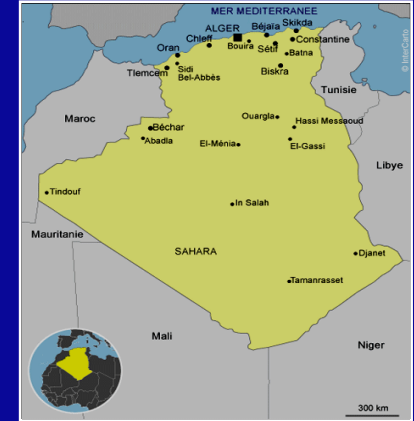 MER MEDITERRANEE
Skikda
ALGER
Béjaïa
Chleff
Constantine
Bouira
Sétif
Oran
Batna
Sidi
Bel-Abbès
Tlemcem
Biskra
Tunisie
Maroc
Ouargla
Hassi Messaoud
Béchar
Abadla
El-Ménia
El-Gassi
Libye
Tindouf
In Salah
Mauritanie
SAHARA
Djanet
Tamanrasset
Mali
Niger
300 km
© InterCarto